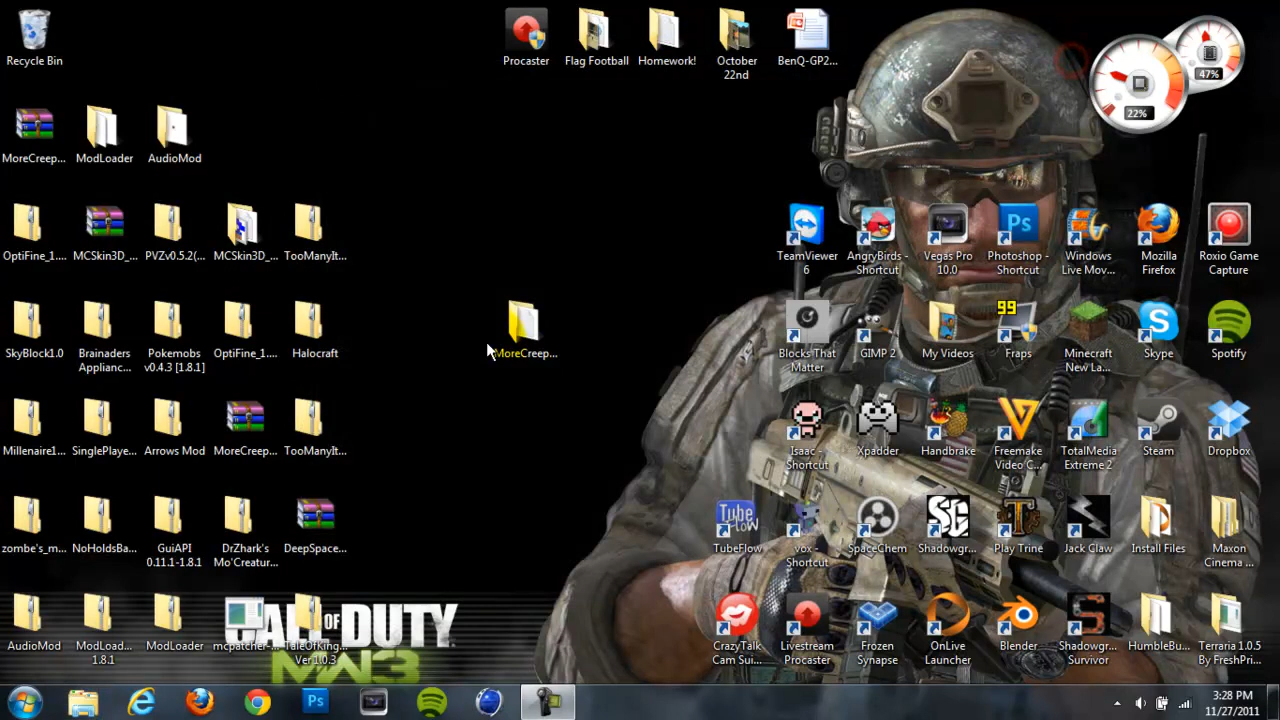 Recycle Bin
Procaster
Flag Football
Homework!
October
22nd
BenQ-GP2...
47%
22%
MoreCreep...
ModLoader
AudioMod
OptiFine_1....
MCSkin3D_...
PVZv0.5.2(...
MCSkin3D_...
TooManyIt...
TeamViewer
6
AngryBirds -
Shortcut
Vegas Pro
10.0
Ps
Photoshop -
Shortcut
Windows
Live Mov...
Mozilla
Firefox
Roxio Game
Capture
SkyBlock1.0
Brainaders
Applianc...
Pokemobs
v0.4.3 [1.8.1]
OptiFine_1....
Halocraft
MoreCreep...
Blocks That
Matter
GIMP 2
My Videos
99
Fraps
Minecraft
New La...
Skype
Spotify
Millenaire1...
SinglePlaye...
Arrows Mod
MoreCreep...
TooManyIt...
Isaac -
Shortcut
Xpadder
Handbrake
Freemake
Video C...
TotalMedia
Extreme 2
Steam
Dropbox
zombe's_m...
NoHoldsBa...
GuiAPI
0.11.1-1.8.1
DrZhark's
Mo'Creatur...
DeepSpace...
Tube
Flow
TubeFlow
vox -
Shortcut
SpaceChem
SG
Shadowgr...
Play Trine
Jack Claw
Install Files
Maxon
Cinema ...
AudioMod
ModLoad...
1.8.1
ModLoader
mcpatcher-...
TaleOfKing...
Ver1.0.3
CALL OF DUTY
MW3
CrazyTalk
Cam Sui...
Livestream
Procaster
Frozen
Synapse
OnLive
Launcher
Blender
Shadowgr...
Survivor
HumbleBu...
Terraria 1.0.5
By FreshPri...
Ps
3:28 PM
11/27/2011